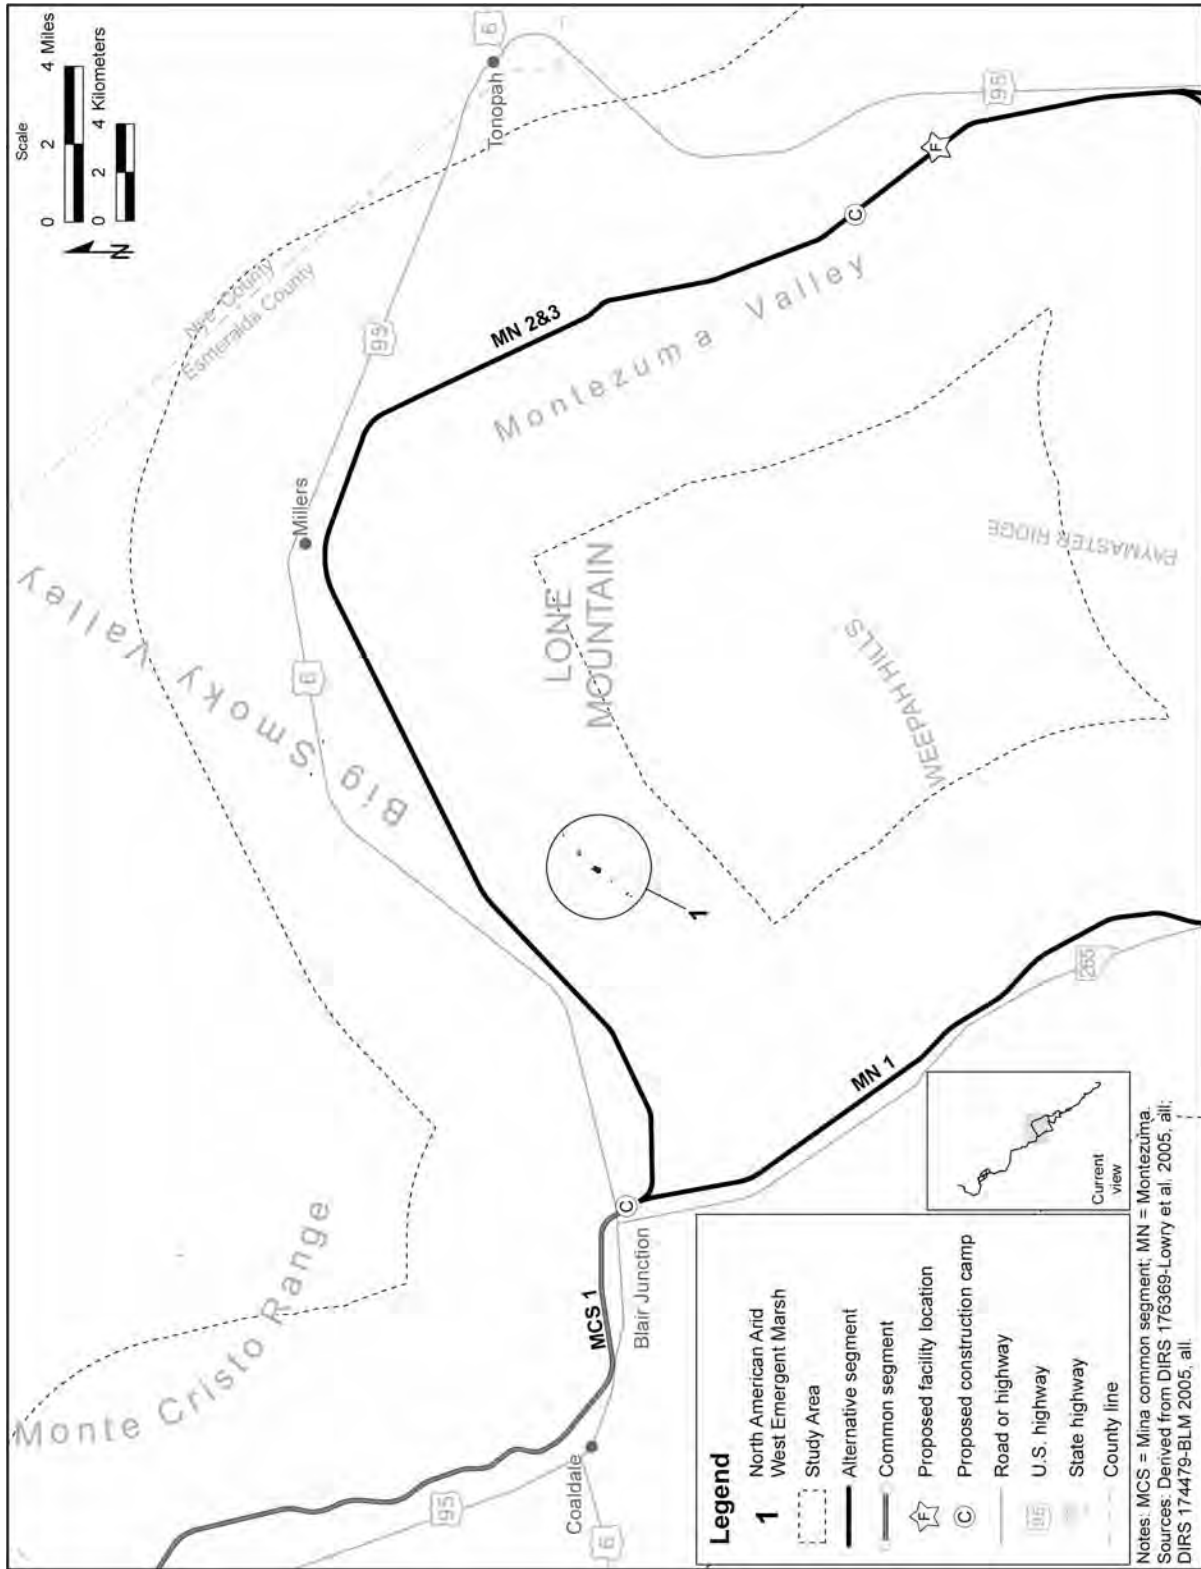 Scale
0 2 4 Miles
0 2 4 Kilometers
N
Monte Cristo Range
Big Smoky Valley
Nye County
Esmeralda County
6
Tonopah
95
Millers
6
95
MN 2&3
Montezuma Valley
C
F
95
LONE
MOUNTAIN
WEEPAH HILLS
PAYMASTER RIDGE
1
MCS 1
Coaldale
6
Blair Junction
C
MN 1
265
Legend
1 North American Arid
West Emergent Marsh
Study Area
Alternative segment
Common segment
F Proposed facility location
C Proposed construction camp
Road or highway
95 U.S. highway
State highway
County line
Current
view
Notes: MCS = Mina common segment; MN = Montezuma.
Sources: Derived from DIRS 176369-Lowry et al. 2005, all;
DIRS 174479-BLM 2005, all.